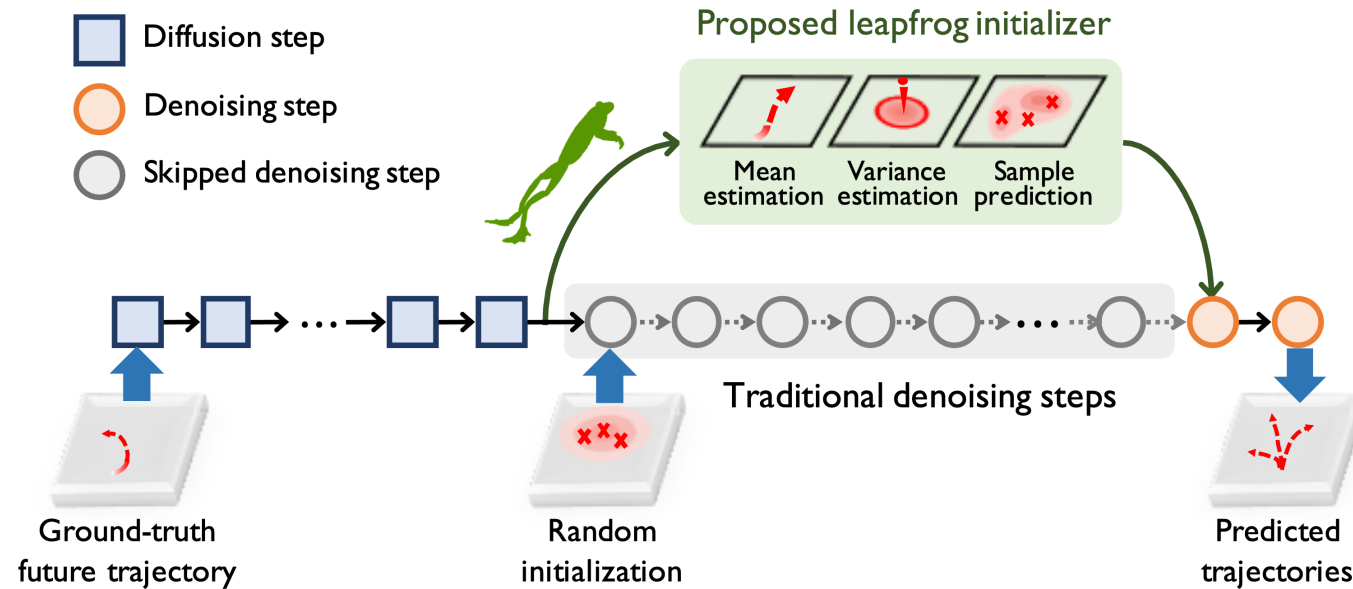 Diffusion step
Denoising step
Skipped denoising step
Proposed leapfrog initializer
Mean
estimation
Variance
estimation
Sample
prediction
...
...
Traditional denoising steps
Ground-truth
future trajectory
Random
initialization
Predicted
trajectories